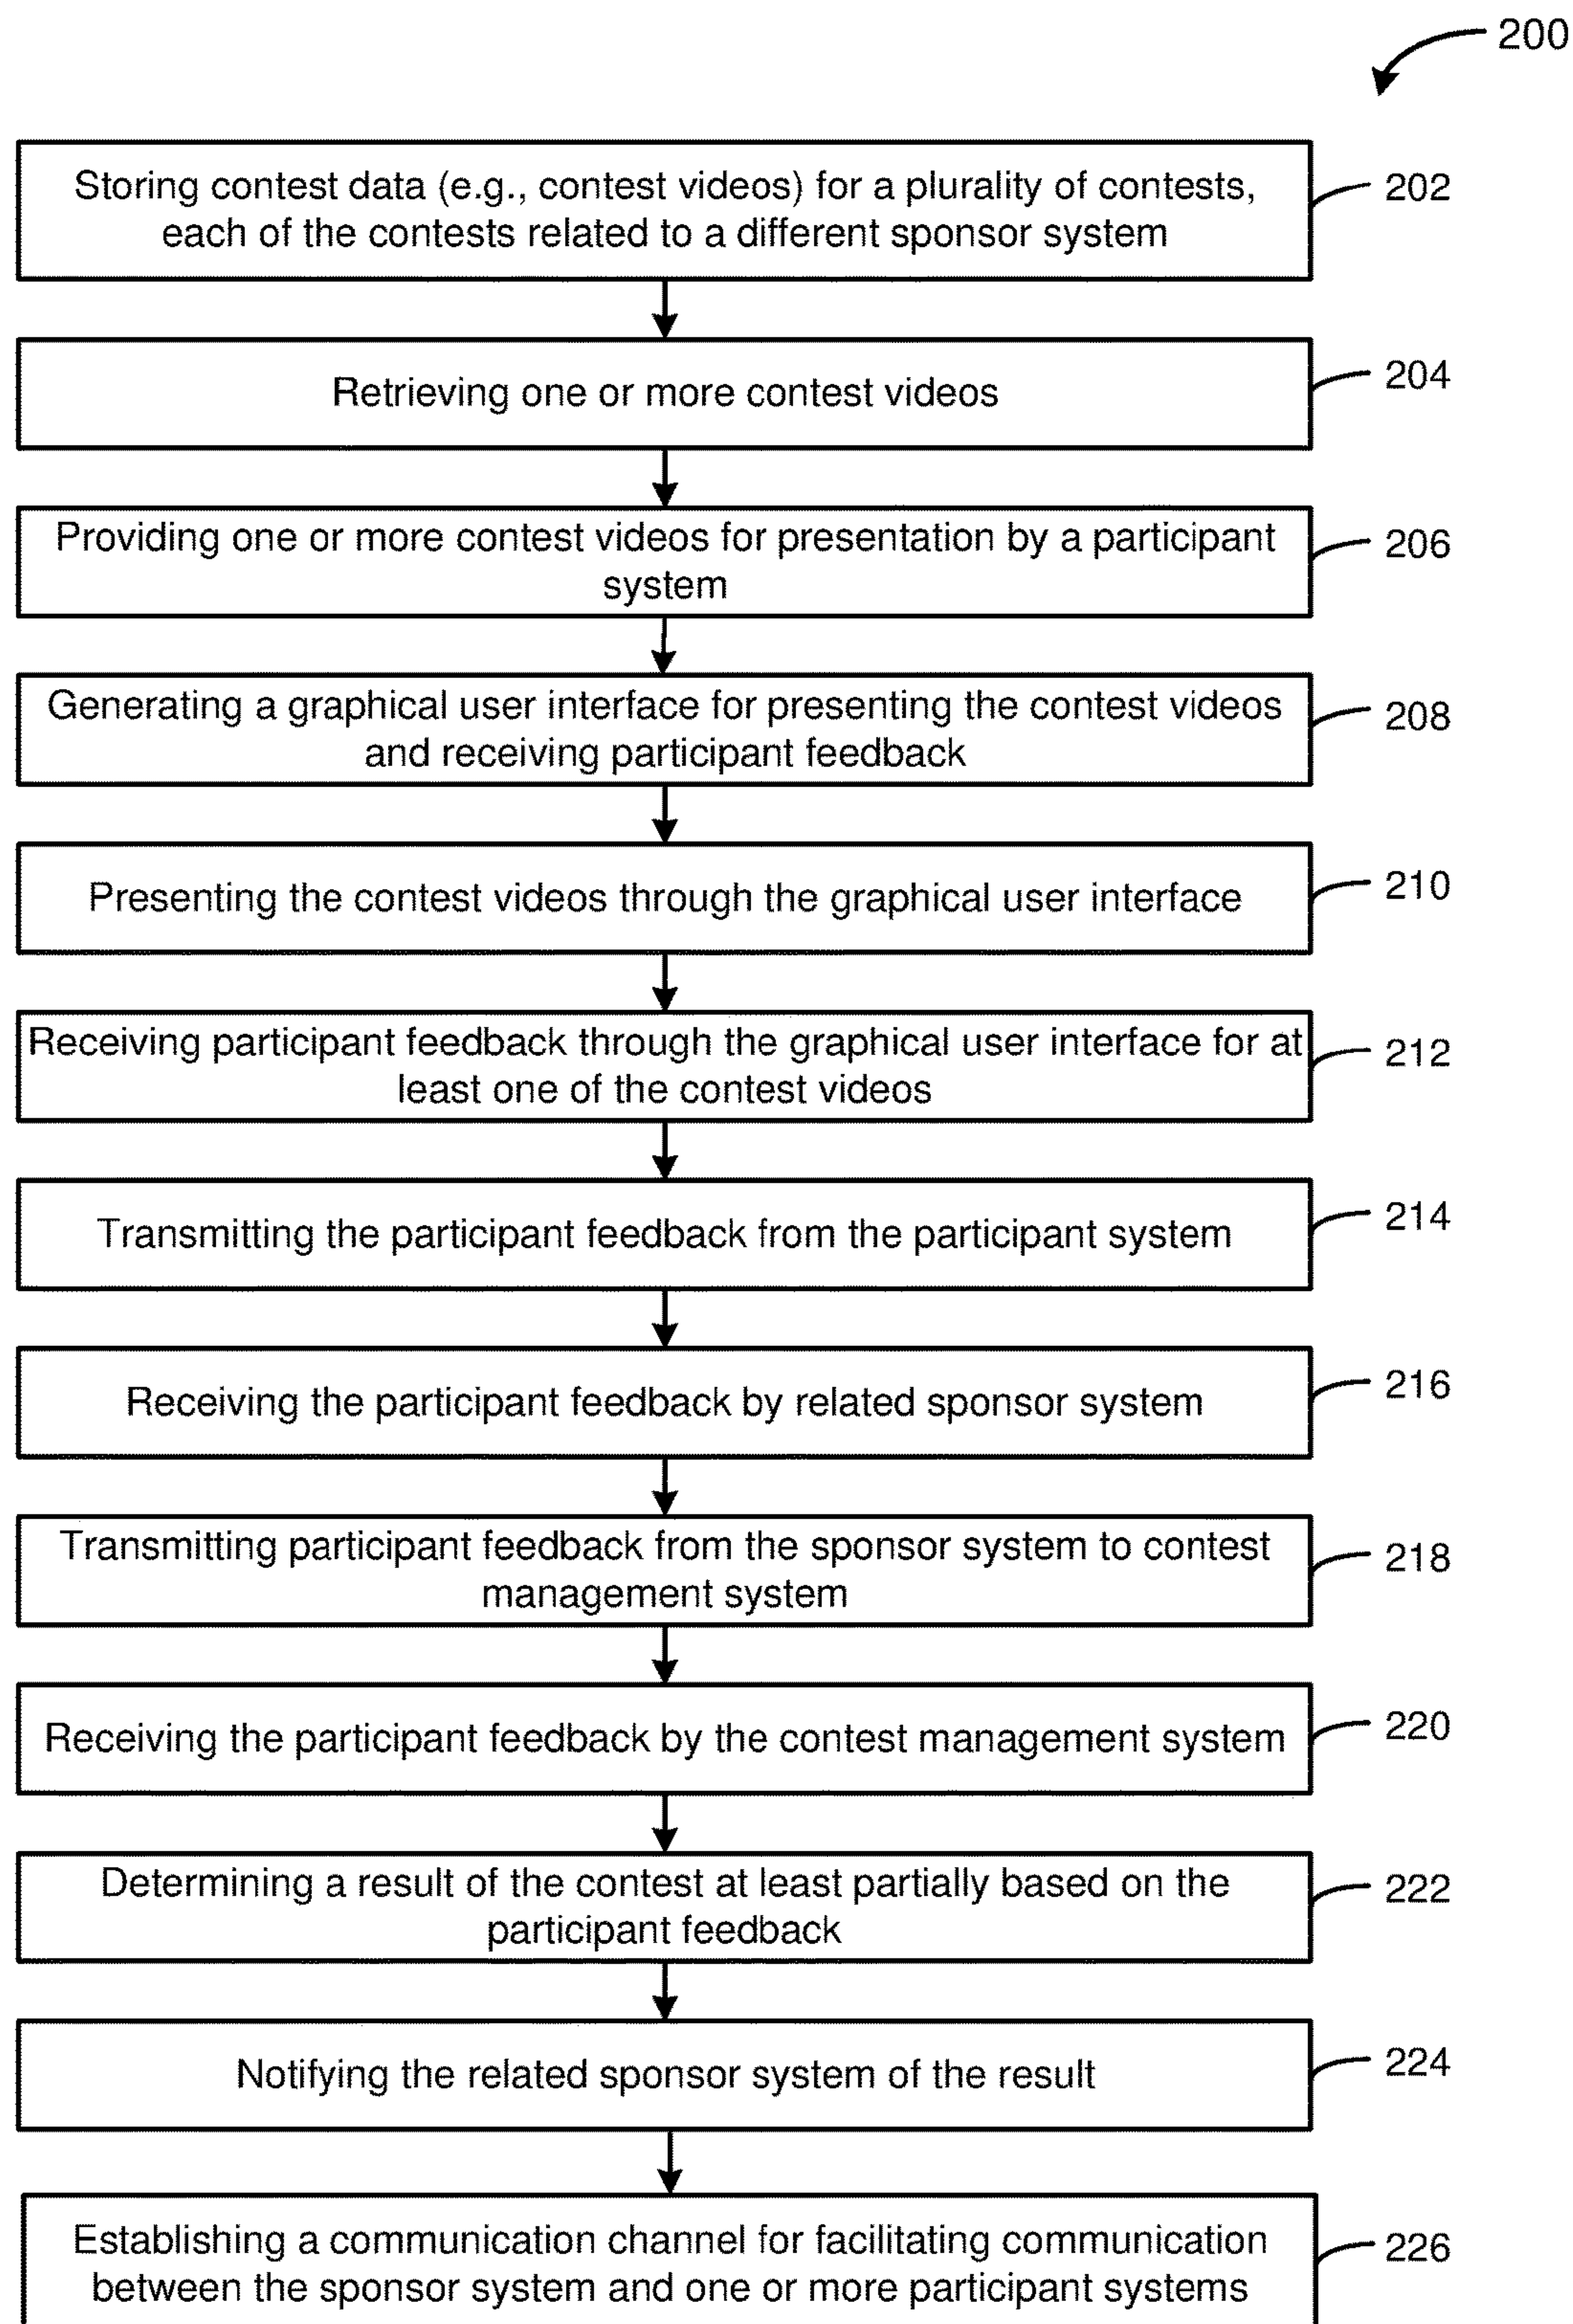 200
Storing contest data (e.g., contest videos) for a plurality of contests,
each of the contests related to a different sponsor system
202
Retrieving one or more contest videos
204
Providing one or more contest videos for presentation by a participant
system
206
Generating a graphical user interface for presenting the contest videos
and receiving participant feedback
208
Presenting the contest videos through the graphical user interface
210
Receiving participant feedback through the graphical user interface for at
least one of the contest videos
212
Transmitting the participant feedback from the participant system
214
Receiving the participant feedback by related sponsor system
216
Transmitting participant feedback from the sponsor system to contest
management system
218
Receiving the participant feedback by the contest management system
220
Determining a result of the contest at least partially based on the
participant feedback
222
Notifying the related sponsor system of the result
224
Establishing a communication channel for facilitating communication
between the sponsor system and one or more participant systems
226